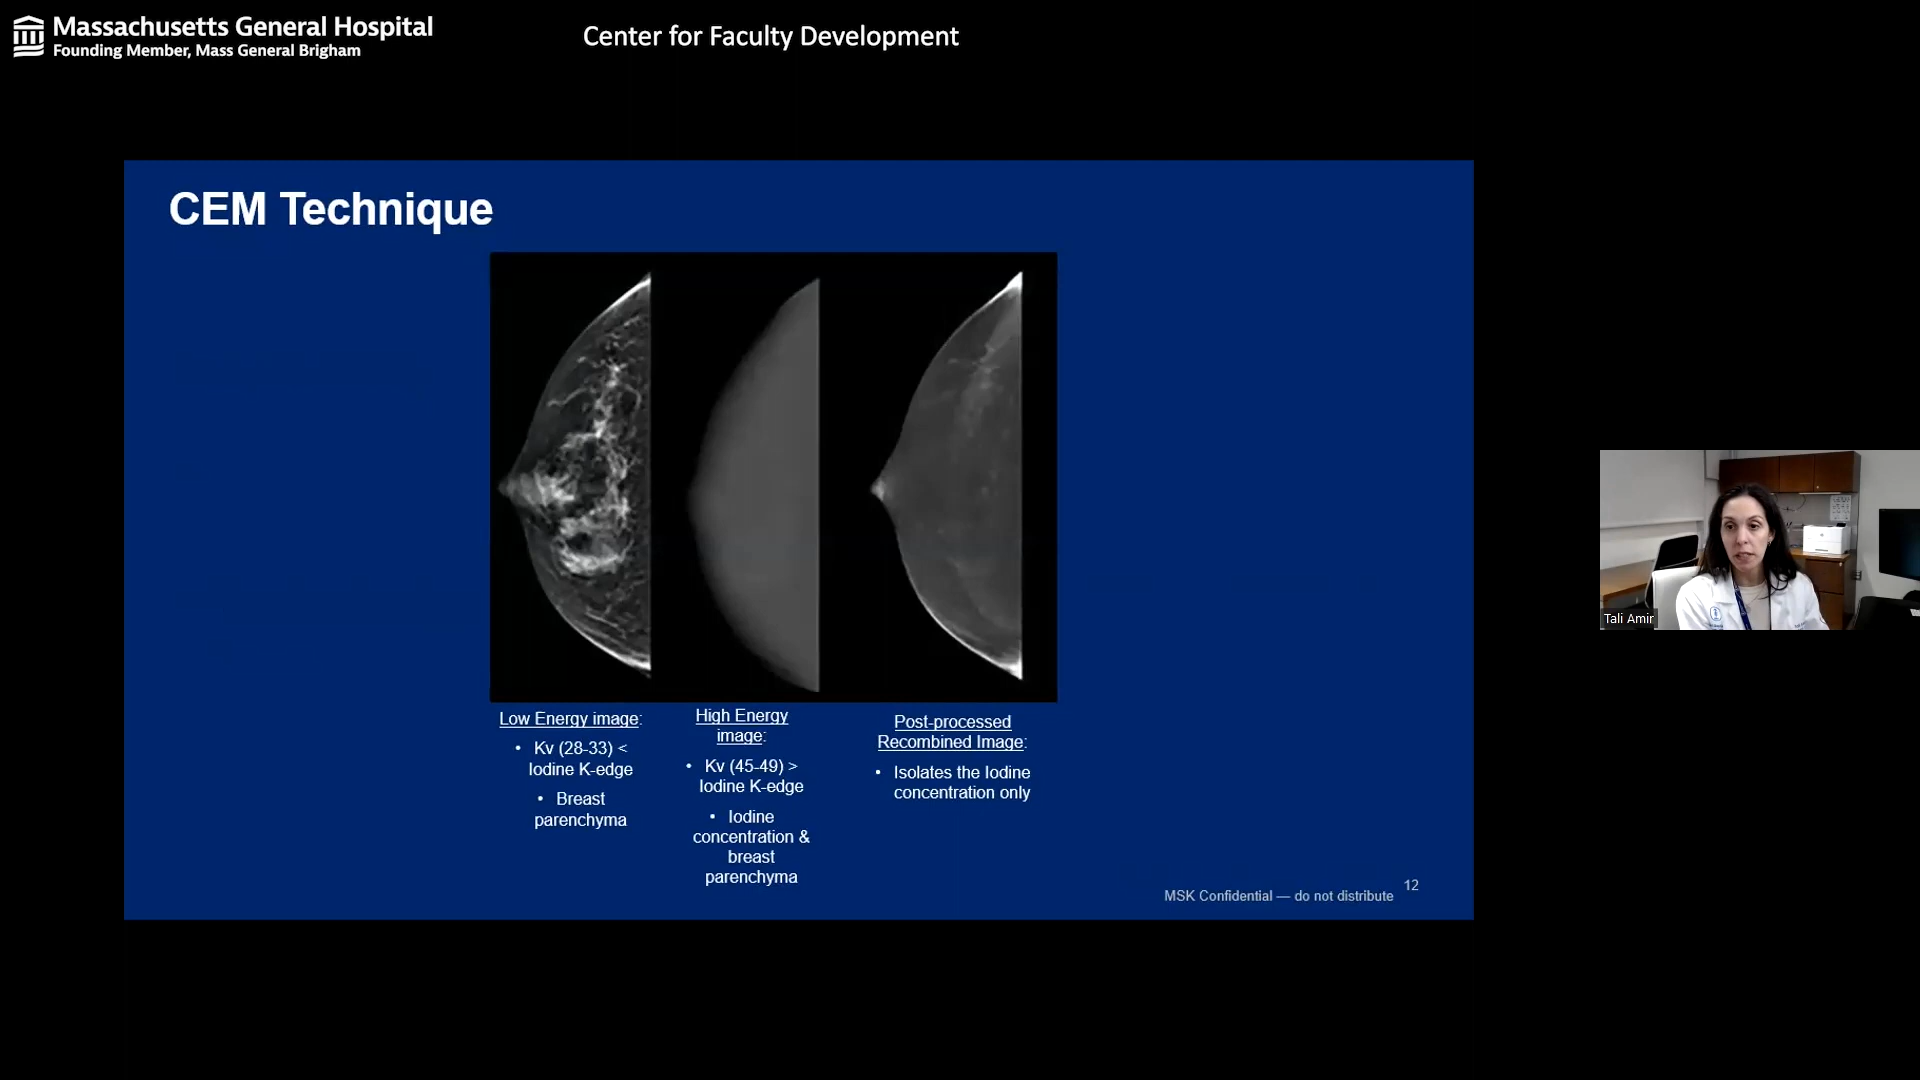 Massachusetts General Hospital
Founding Member, Mass General Brigham
Center for Faculty Development
CEM Technique
Low Energy image:
• Kv (28-33) <
Iodine K-edge
• Breast
parenchyma
High Energy
image:
• Kv (45-49) >
Iodine K-edge
• Iodine
concentration &
breast
parenchyma
Post-processed
Recombined Image:
• Isolates the Iodine
concentration only
MSK Confidential — do not distribute
12
Tali Amir